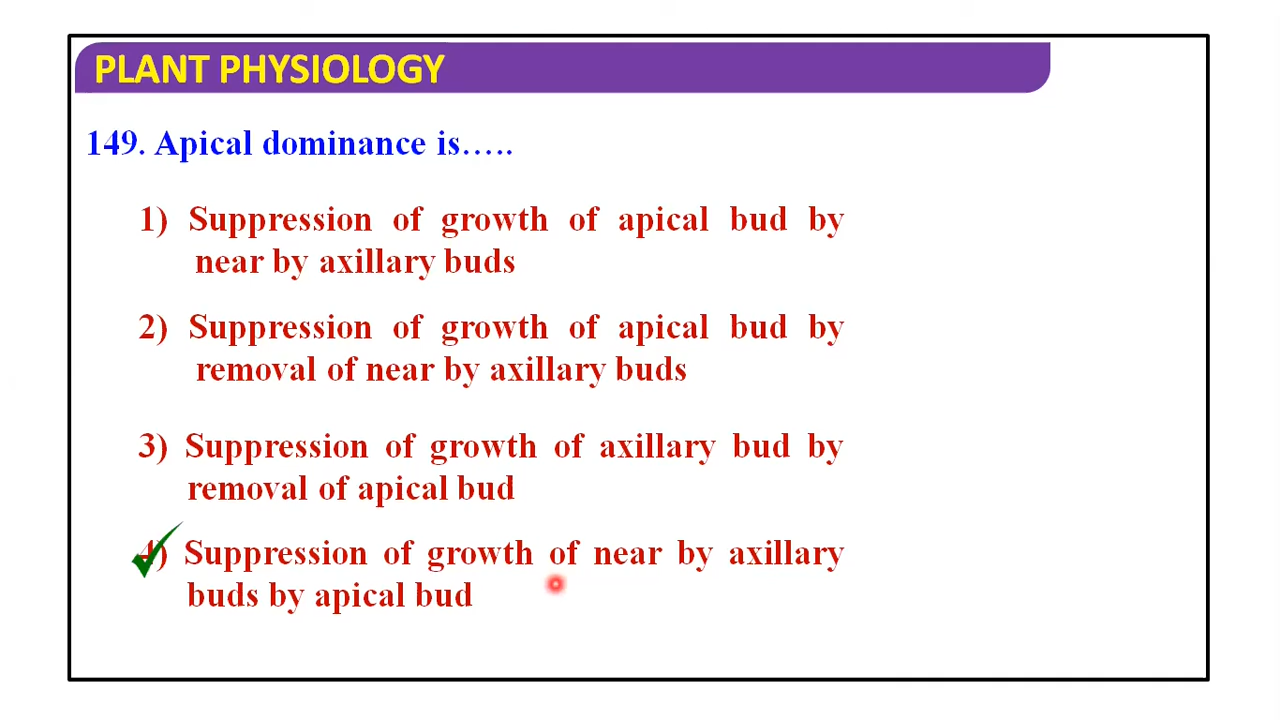 PLANT PHYSIOLOGY
149. Apical dominance is…..
1) Suppression of growth of apical bud by
near by axillary buds
2) Suppression of growth of apical bud by
removal of near by axillary buds
3) Suppression of growth of axillary bud by
removal of apical bud
4) Suppression of growth of near by axillary
buds by apical bud